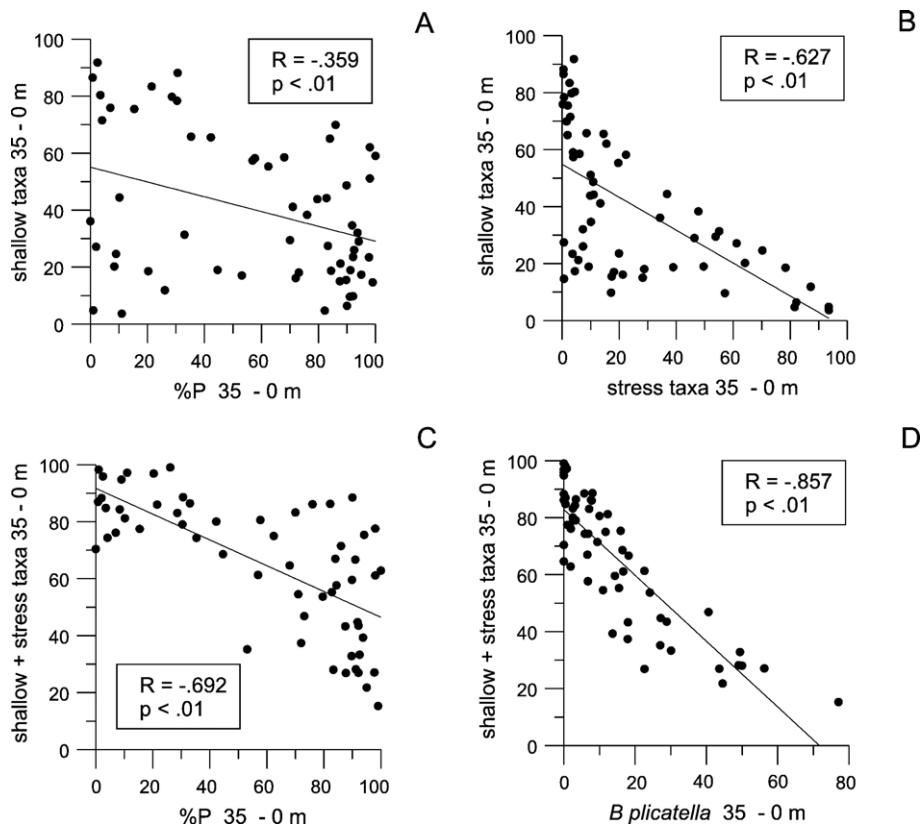 A
R = -.359
p < .01
shallow taxa 35 - 0 m
100
80
60
40
20
0
0 20 40 60 80 100
%P 35 - 0 m
B
R = -.627
p < .01
shallow taxa 35 - 0 m
100
80
60
40
20
0
0 20 40 60 80 100
stress taxa 35 - 0 m
C
R = -.692
p < .01
shallow + stress taxa 35 - 0 m
100
80
60
40
20
0
0 20 40 60 80 100
%P 35 - 0 m
D
R = -.857
p < .01
shallow + stress taxa 35 - 0 m
100
80
60
40
20
0
0 20 40 60 80
B plicatella 35 - 0 m